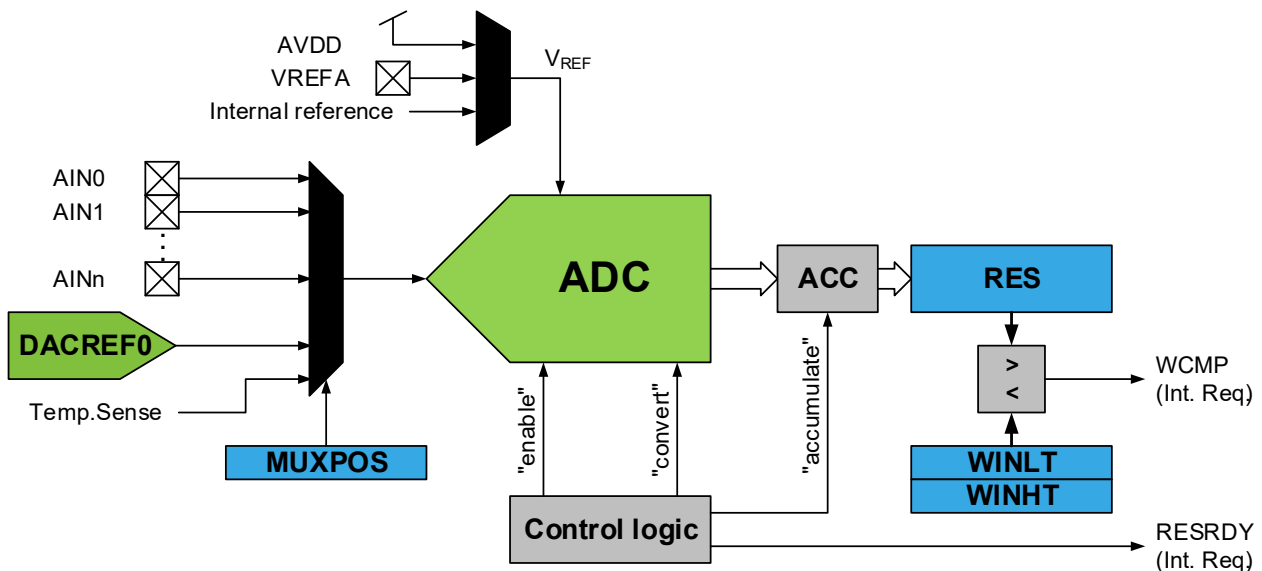 AVDD
VREFA
Internal reference
VREF
AIN0
AIN1
AINn
DACREF0
Temp.Sense
MUXPOS
ADC
ACC
RES
>
<
WCMP
(Int. Req.)
WINLT
WINHT
"enable"
"convert"
"accumulate"
Control logic
RESRDY
(Int. Req.)